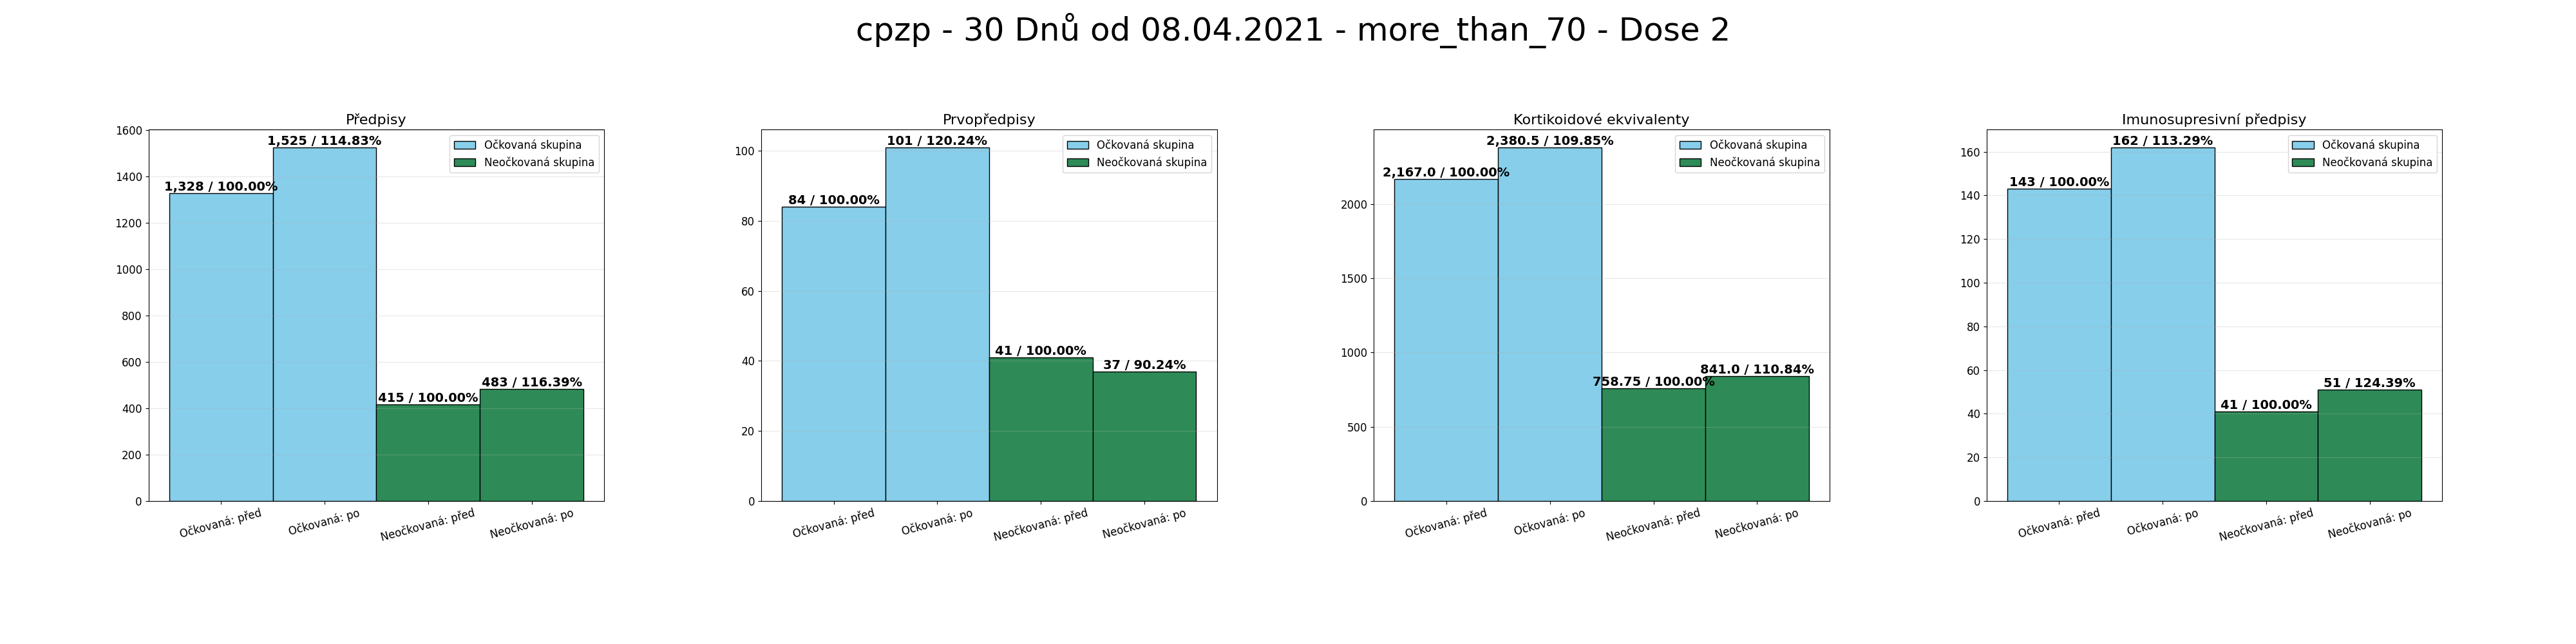 cpzp - 30 Dnů od 08.04.2021 - more_than_70 - Dose 2
Předpisy
1600
1400
1200
1000
800
600
400
200
0
1,328 / 100.00%
1,525 / 114.83%
415 / 100.00%
483 / 116.39%
Očkovaná skupina
Neočkovaná skupina
Očkovaná: před
Očkovaná: po
Neočkovaná: před
Neočkovaná: po
Prvopředpisy
100
80
60
40
20
0
84 / 100.00%
101 / 120.24%
41 / 100.00%
37 / 90.24%
Očkovaná skupina
Neočkovaná skupina
Očkovaná: před
Očkovaná: po
Neočkovaná: před
Neočkovaná: po
Kortikoidové ekvivalenty
2000
1500
1000
500
0
2,167.0 / 100.00%
2,380.5 / 109.85%
758.75 / 100.00%
841.0 / 110.84%
Očkovaná skupina
Neočkovaná skupina
Očkovaná: před
Očkovaná: po
Neočkovaná: před
Neočkovaná: po
Imunosupresivní předpisy
160
140
120
100
80
60
40
20
0
143 / 100.00%
162 / 113.29%
41 / 100.00%
51 / 124.39%
Očkovaná skupina
Neočkovaná skupina
Očkovaná: před
Očkovaná: po
Neočkovaná: před
Neočkovaná: po